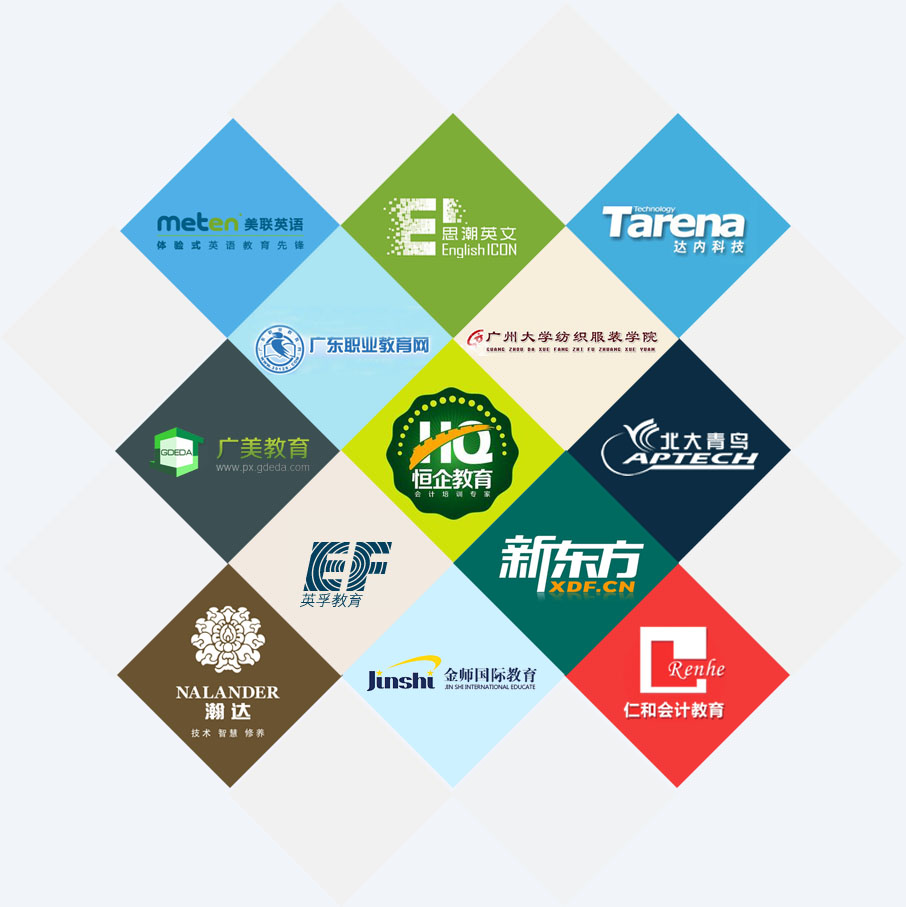 meten 美联英语
体验式英语教育先锋
思潮英文
English ICON
Technology
Tarena
达内科技
广东职业教育网
广州大学纺织服装学院
GUANG ZHOU DA XUE FANG ZHI FU ZHUANG XUE YUAN
GDEDA
广美教育
www.px.gdeda.com
HQ
恒企教育
会计培训专家
北大青鸟
APTECH
EF
英孚教育
新东方
XDF.CN
NALANDER
瀚达
技术 智慧 修养
Jinshi 金师国际教育
JIN SHI INTERNATIONAL EDUCATE
Renhe
仁和会计教育